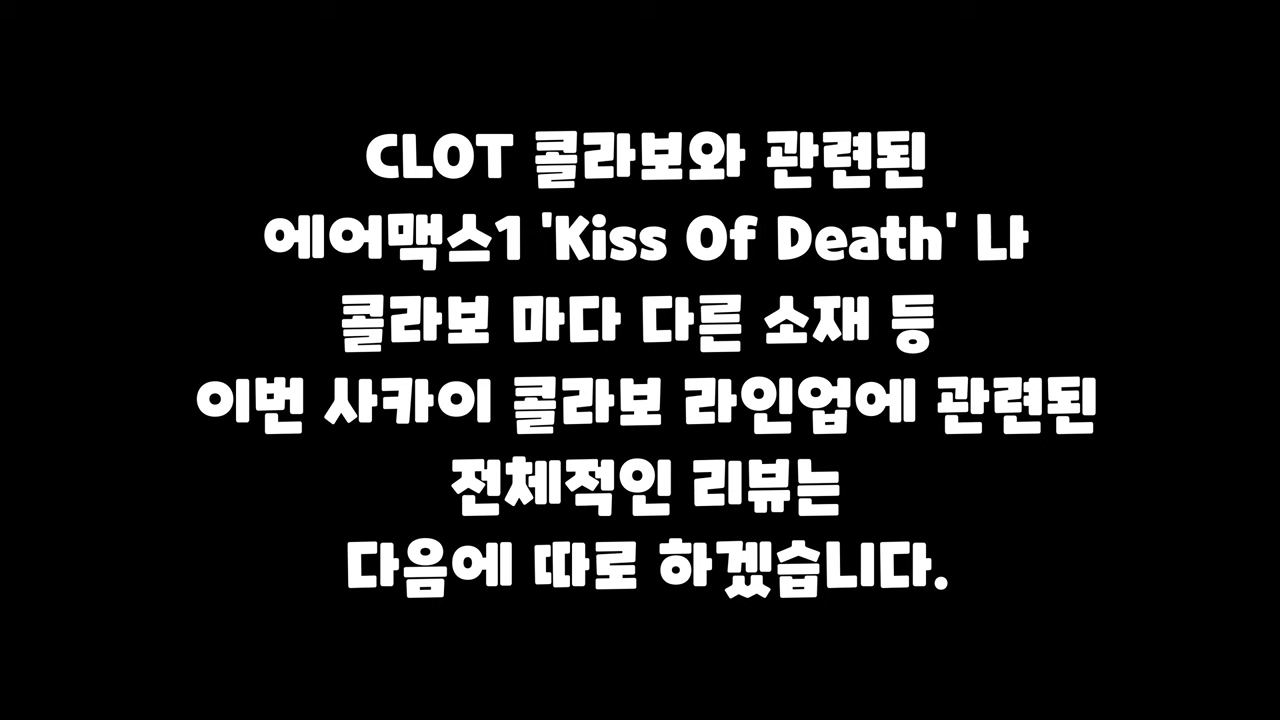 CLOT 콜라보와 관련된
에어맥스1 'Kiss Of Death' 나
콜라보 마다 다른 소재 등
이번 사카이 콜라보 라인업에 관련된
전체적인 리뷰는
다음에 따로 하겠습니다.